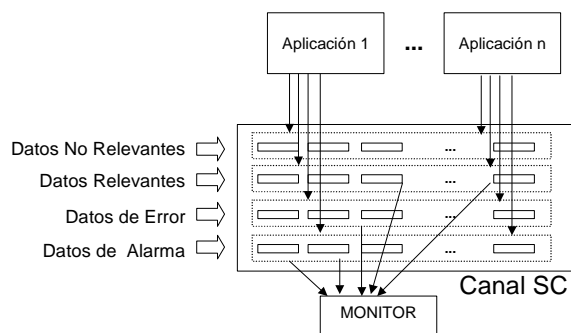 Aplicación 1
...
Aplicación n
Datos No Relevantes
...
Datos Relevantes
...
Datos de Error
...
Datos de Alarma
...
Canal SC
MONITOR